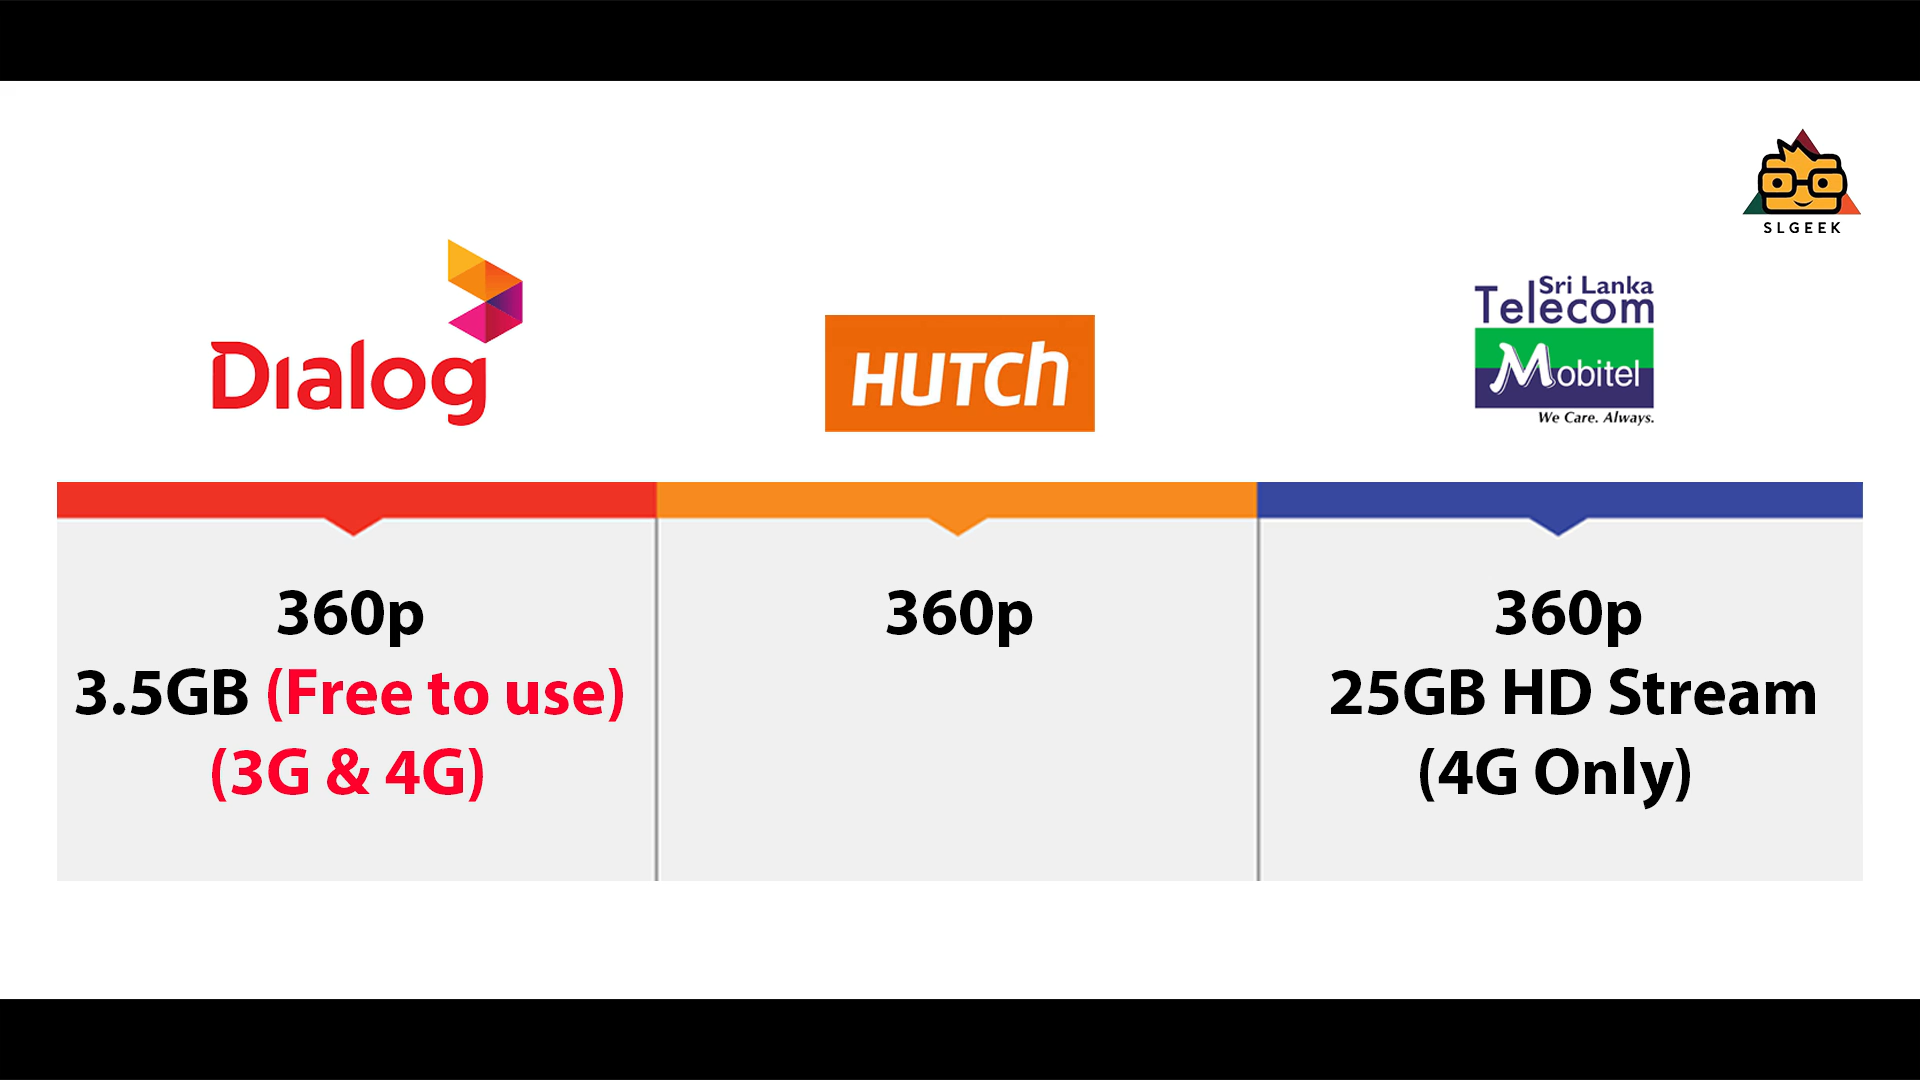 SLGEEK
Dialog
HUTCH
Sri Lanka
Telecom
Mobitel
We Care. Always.
360p
3.5GB (Free to use)
(3G & 4G)
360p
360p
25GB HD Stream
(4G Only)